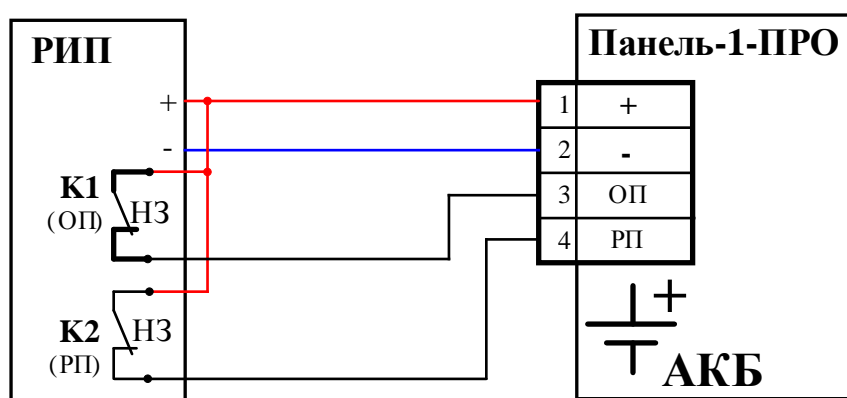 РИП
+
-
К1
(ОП)
НЗ
К2
(РП)
НЗ
Панель-1-ПРО
1 +
2 -
3 ОП
4 РП
+
АКБ